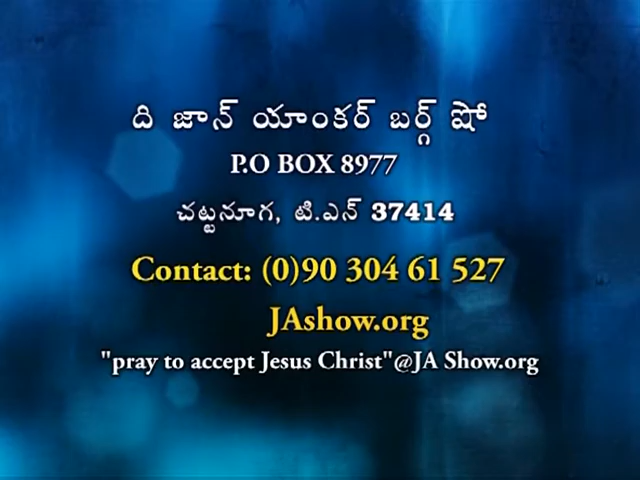 ది జాన్ యాంకర్ బర్గ్ షో
P.O BOX 8977
చట్టనూగ, టి.ఎన్ 37414
Contact: (0)90 304 61 527
JAshow.org
"pray to accept Jesus Christ"@JA Show.org